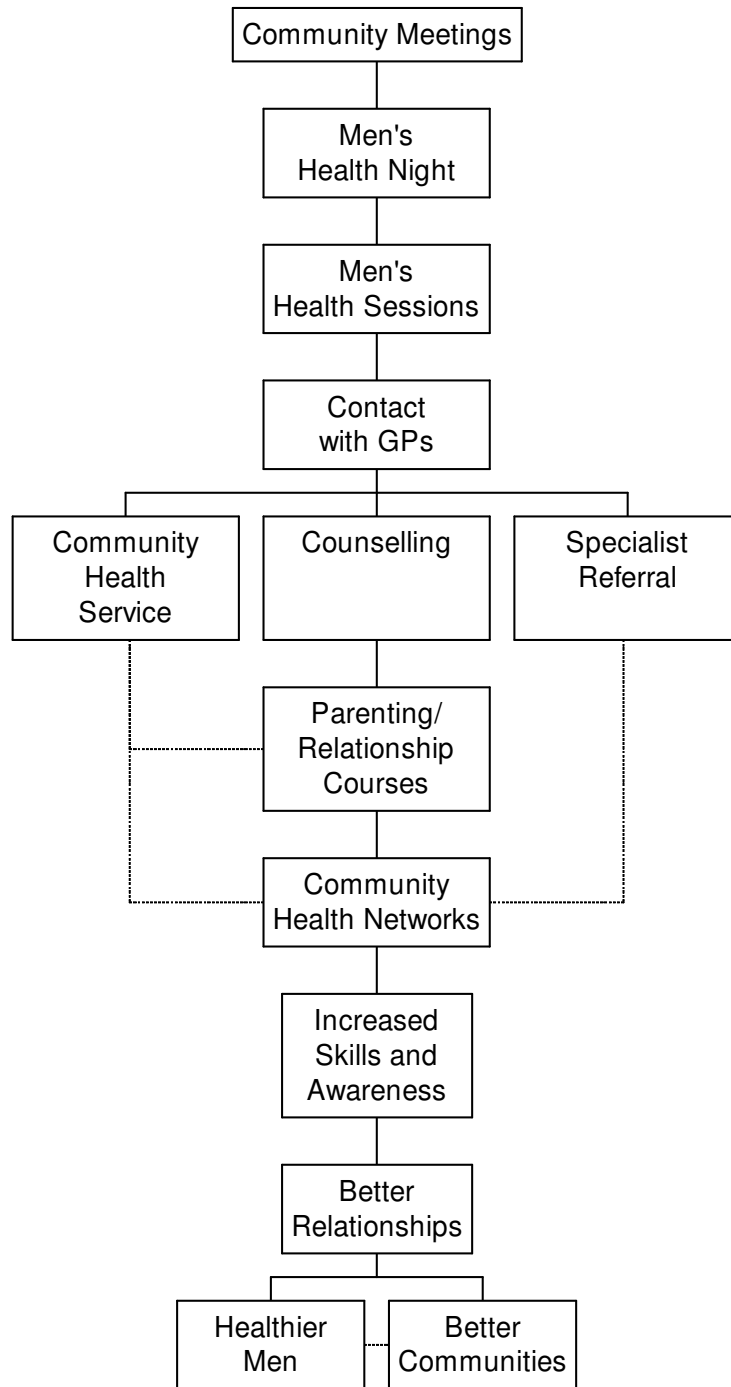 Community Meetings
Men's
Health Night
Men's
Health Sessions
Contact
with GPs
Community
Health
Service
Counselling
Specialist
Referral
Parenting/
Relationship
Courses
Community
Health Networks
Increased
Skills and
Awareness
Better
Relationships
Healthier
Men
Better
Communities